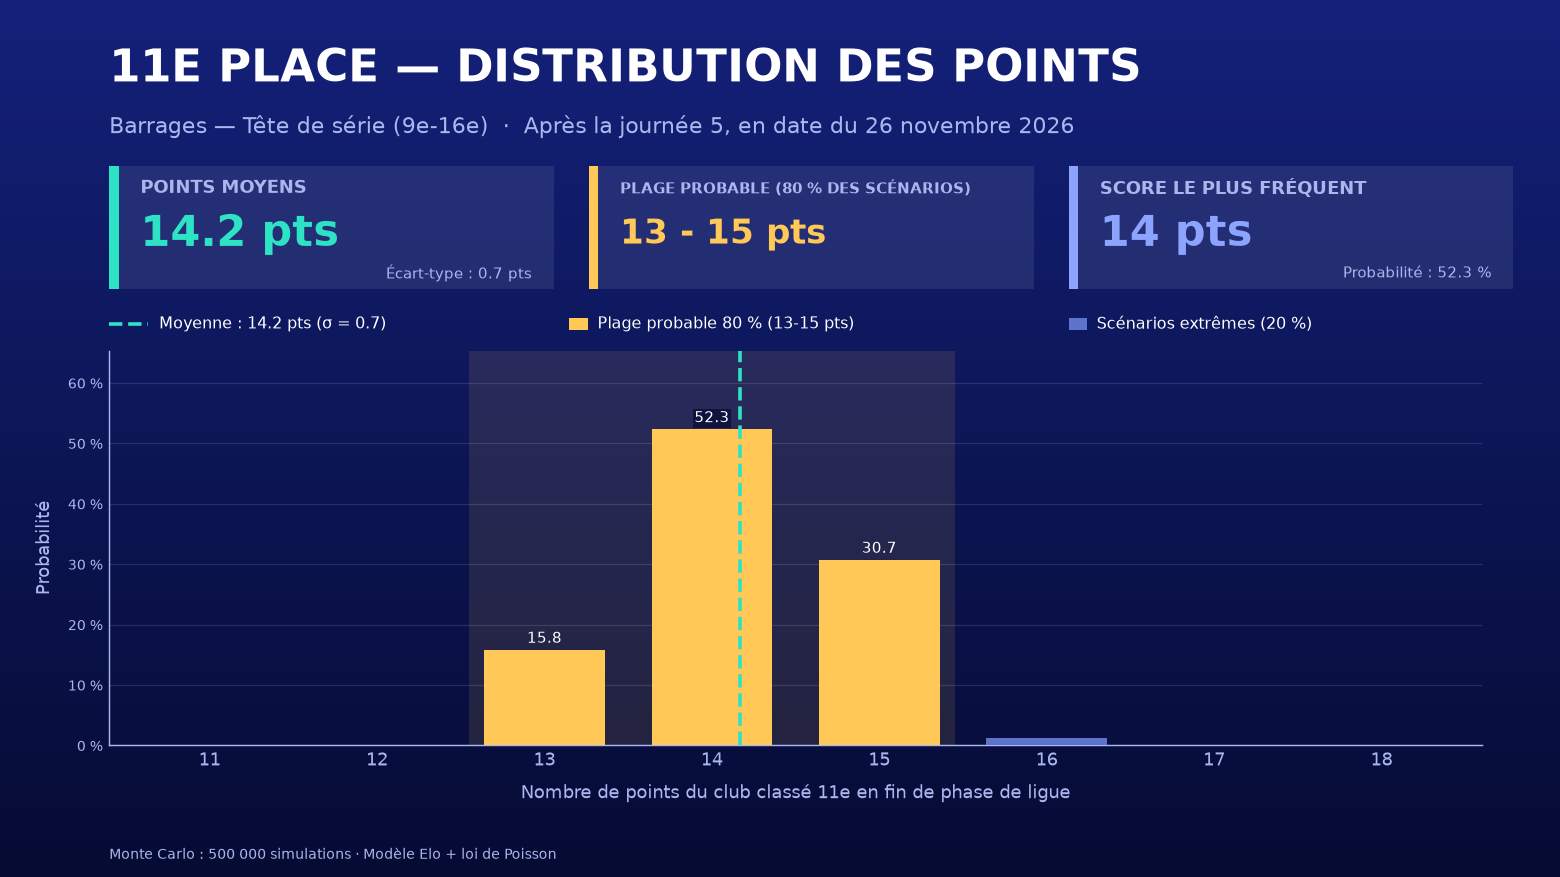 11E PLACE — DISTRIBUTION DES POINTS
Barrages — Tête de série (9e-16e) · Après la journée 5, en date du 26 novembre 2026
POINTS MOYENS
14.2 pts
Écart-type : 0.7 pts
PLAGE PROBABLE (80 % DES SCÉNARIOS)
13 - 15 pts
SCORE LE PLUS FRÉQUENT
14 pts
Probabilité : 52.3 %
Moyenne : 14.2 pts (σ = 0.7)
Plage probable 80 % (13-15 pts)
Scénarios extrêmes (20 %)
Probabilité
60 %
50 %
40 %
30 %
20 %
10 %
0 %
15.8
52.3
30.7
11 12 13 14 15 16 17 18
Nombre de points du club classé 11e en fin de phase de ligue
Monte Carlo : 500 000 simulations · Modèle Elo + loi de Poisson